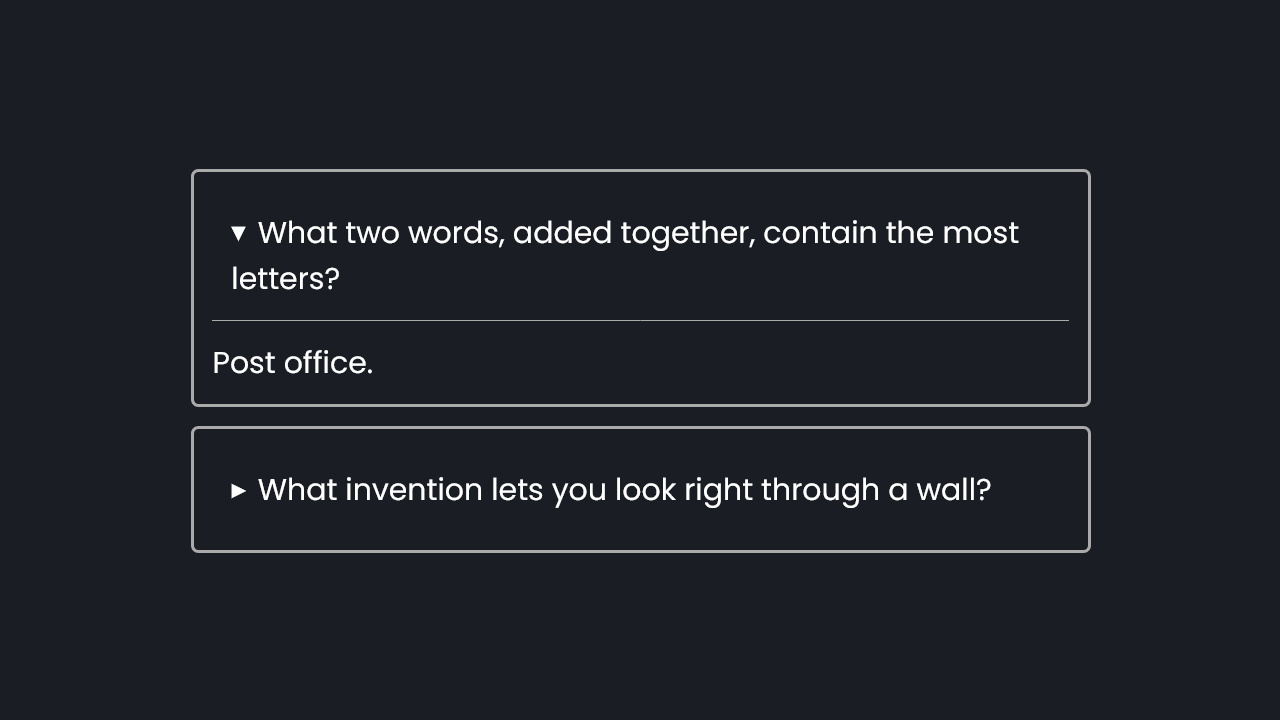 ▼ What two words, added together, contain the most
letters?
Post office.
▶ What invention lets you look right through a wall?